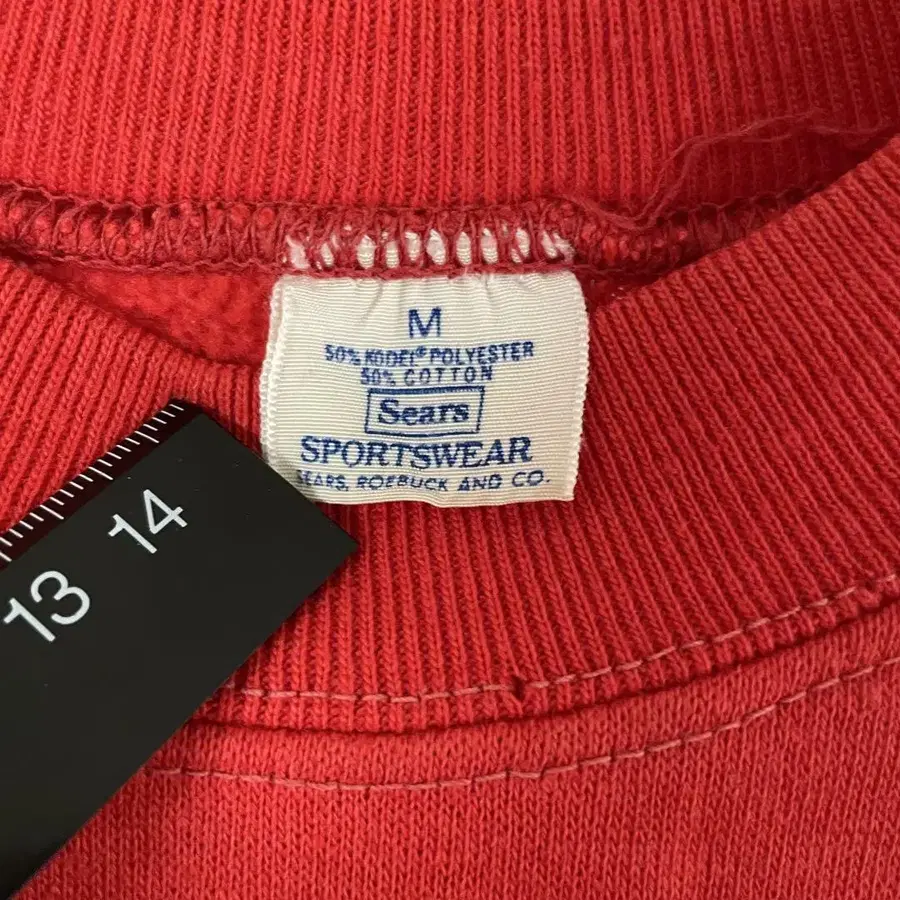 M
50% KODEL® POLYESTER
50% COTTON
Sears
SPORTSWEAR
SEARS, ROEBUCK AND CO.
14
13